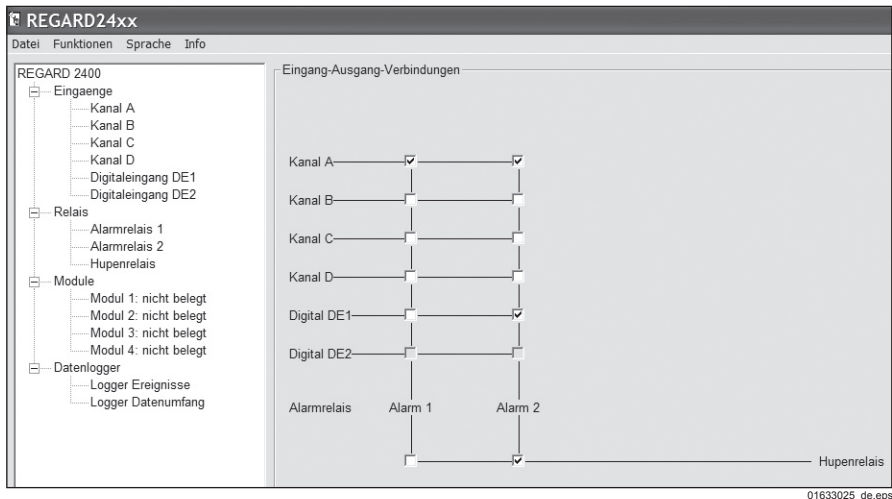 REGARD24xx
Datei Funktionen Sprache Info
REGARD 2400
Eingaenge
Kanal A
Kanal B
Kanal C
Kanal D
Digitaleingang DE1
Digitaleingang DE2
Relais
Alarmrelais 1
Alarmrelais 2
Hupenrelais
Module
Modul 1: nicht belegt
Modul 2: nicht belegt
Modul 3: nicht belegt
Modul 4: nicht belegt
Datenlogger
Logger Ereignisse
Logger Datenumfang
Eingang-Ausgang-Verbindungen
Kanal A
Kanal B
Kanal C
Kanal D
Digital DE1
Digital DE2
Alarmrelais Alarm 1 Alarm 2
Hupenrelais
01633025_de.eps